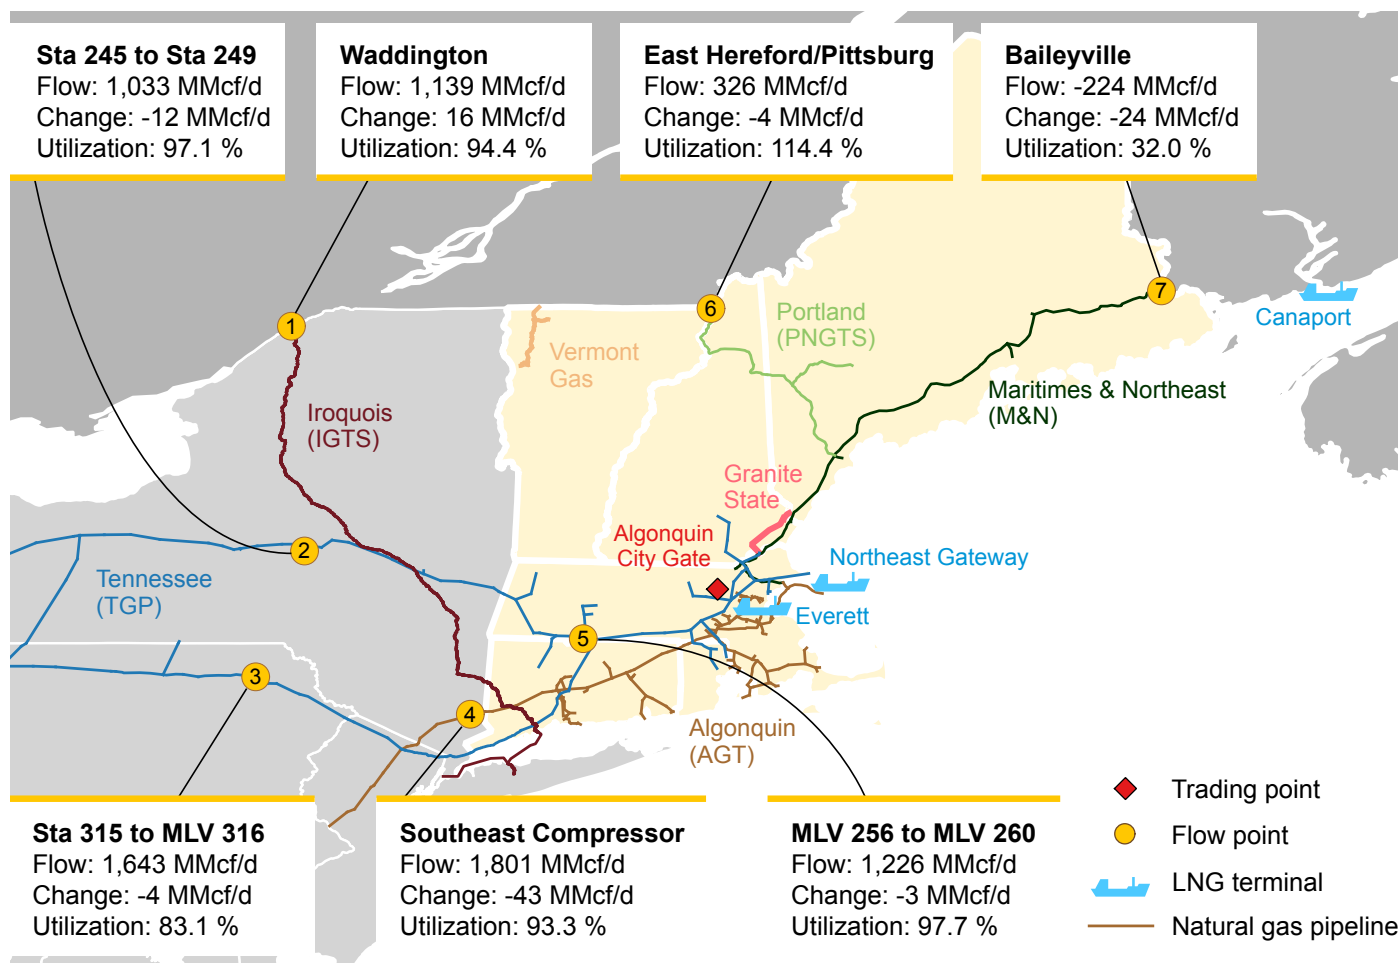 Sta 245 to Sta 249
Flow: 1,033 MMcf/d
Change: -12 MMcf/d
Utilization: 97.1 %
Waddington
Flow: 1,139 MMcf/d
Change: 16 MMcf/d
Utilization: 94.4 %
East Hereford/Pittsburg
Flow: 326 MMcf/d
Change: -4 MMcf/d
Utilization: 114.4 %
Baileyville
Flow: -224 MMcf/d
Change: -24 MMcf/d
Utilization: 32.0 %
7
6
1
Canaport
Portland
(PNGTS)
Vermont
Gas
Maritimes & Northeast
(M&N)
Iroquois
(IGTS)
Granite
State
Algonquin
City Gate
2
Northeast Gateway
Tennessee
(TGP)
Everett
5
3
4
Algonquin
(AGT)
Sta 315 to MLV 316
Flow: 1,643 MMcf/d
Change: -4 MMcf/d
Utilization: 83.1 %
Southeast Compressor
Flow: 1,801 MMcf/d
Change: -43 MMcf/d
Utilization: 93.3 %
MLV 256 to MLV 260
Flow: 1,226 MMcf/d
Change: -3 MMcf/d
Utilization: 97.7 %
Trading point
Flow point
LNG terminal
Natural gas pipeline